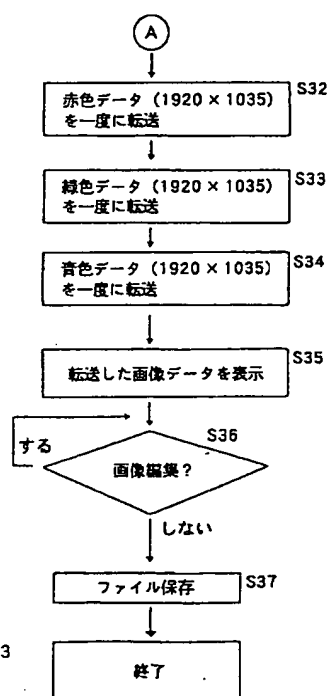 A
赤色データ (1920 × 1035)
を一度に転送
S32
緑色データ (1920 × 1035)
を一度に転送
S33
音色データ (1920 × 1035)
を一度に転送
S34
転送した画像データを表示
S35
S36
する
画像編集？
しない
ファイル保存
S37
3
終了